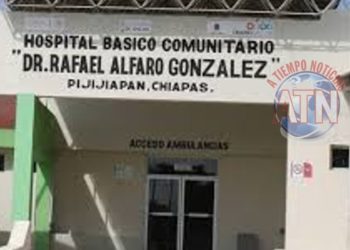 HOSPITAL BASICO COMUNITARIO
"DR. RAFAEL ALFARO GONZALEZ"
PIJIJIAPAN, CHIAPAS.
ACCESO AMBULANCIAS
A TIEMPO NOTICIAS
ATN